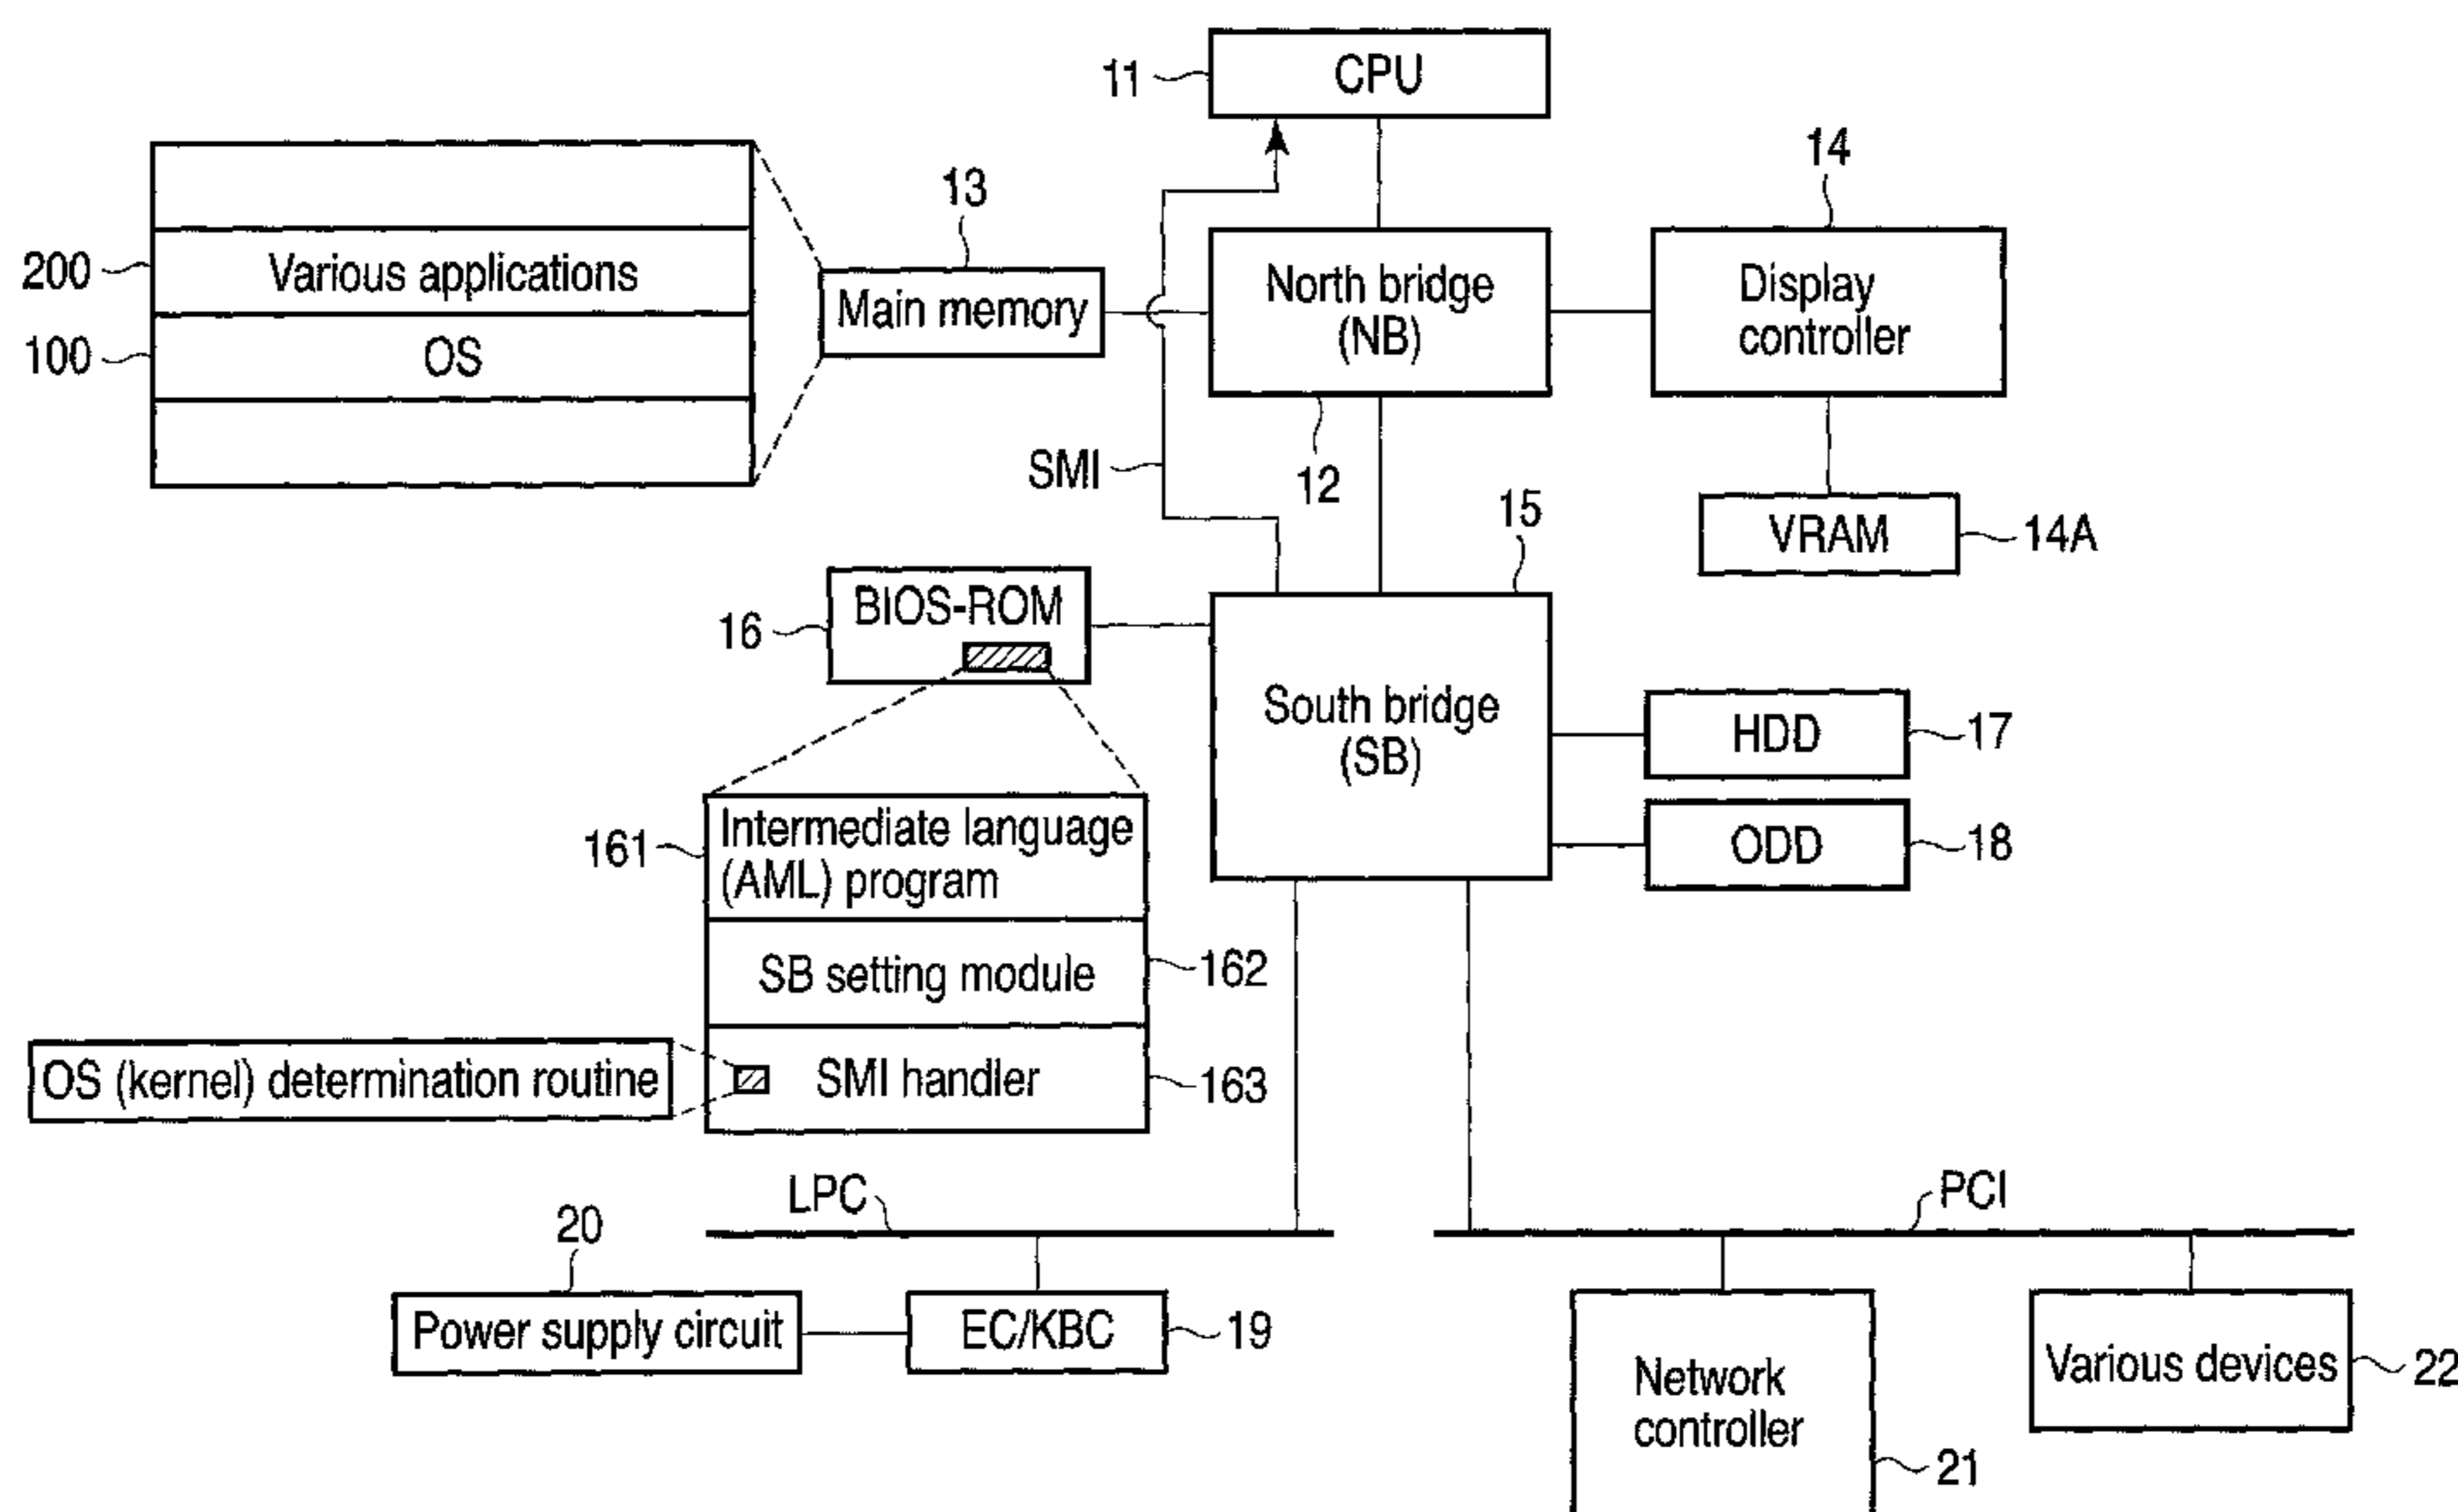 11
CPU
13
14
200
Various applications
Main memory
North bridge
(NB)
Display
controller
100
OS
SMI
12
15
VRAM
14A
16
BIOS-ROM
South bridge
(SB)
HDD
17
161
Intermediate language
(AML) program
ODD
18
SB setting module
162
OS (kernel) determination routine
SMI handler
163
LPC
PCI
20
Power supply circuit
EC/KBC
19
Network
controller
21
Various devices
22